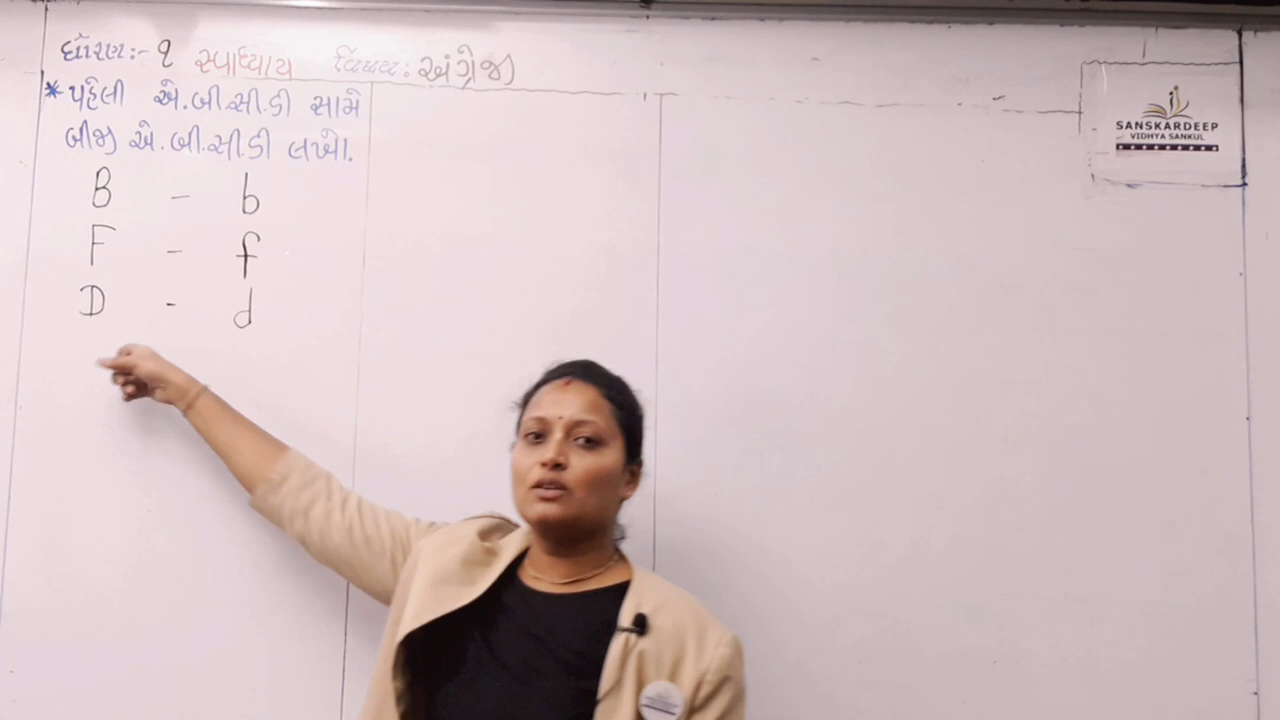 ધોરણ:- ૧ સ્વાધ્યાય વિષય: અંગ્રેજી
* પહેલી એ.બી.સી.ડી સામે
બીજી એ.બી.સી.ડી લખો.
B - b
F - f
D - d
SANSKARDEEP
VIDHYA SANKUL